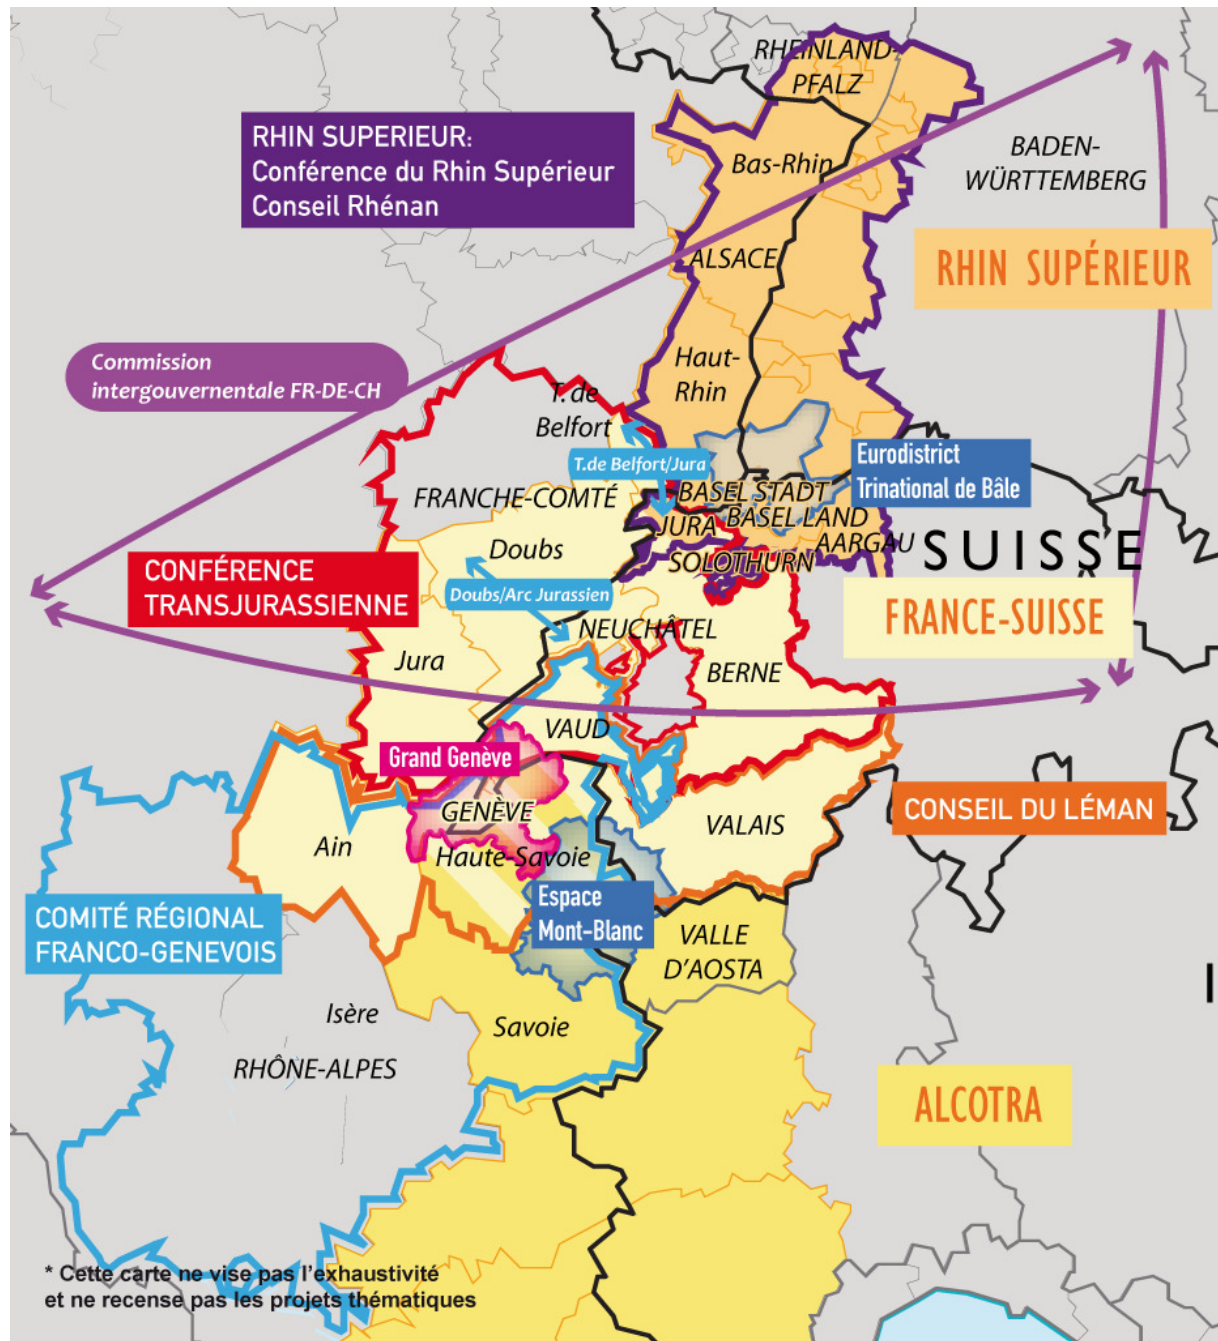 RHEINLAND-
PFALZ
RHIN SUPERIEUR:
Conférence du Rhin Supérieur
Conseil Rhénan
Bas-Rhin
BADEN-
WÜRTTEMBERG
ALSACE
RHIN SUPÉRIEUR
Commission
intergouvernementale FR-DE-CH
Haut-
Rhin
T. de
Belfort
T.de Belfort/Jura
Eurodistrict
Trinational de Bâle
FRANCHE-COMTÉ
BASEL STADT
JURA
BASEL LAND
AARGAU
SUISSE
Doubs
SOLOTHURN
CONFÉRENCE
TRANSJURASSIENNE
Doubs/Arc Jurassien
NEUCHÂTEL
FRANCE-SUISSE
Jura
BERNE
VAUD
Grand Genève
GENÈVE
VALAIS
CONSEIL DU LÉMAN
Ain
Haute-Savoie
COMITÉ RÉGIONAL
FRANCO-GENEVOIS
Espace
Mont-Blanc
VALLE
D'AOSTA
I
Isère
Savoie
RHÔNE-ALPES
ALCOTRA
* Cette carte ne vise pas l'exhaustivité
et ne recense pas les projets thématiques